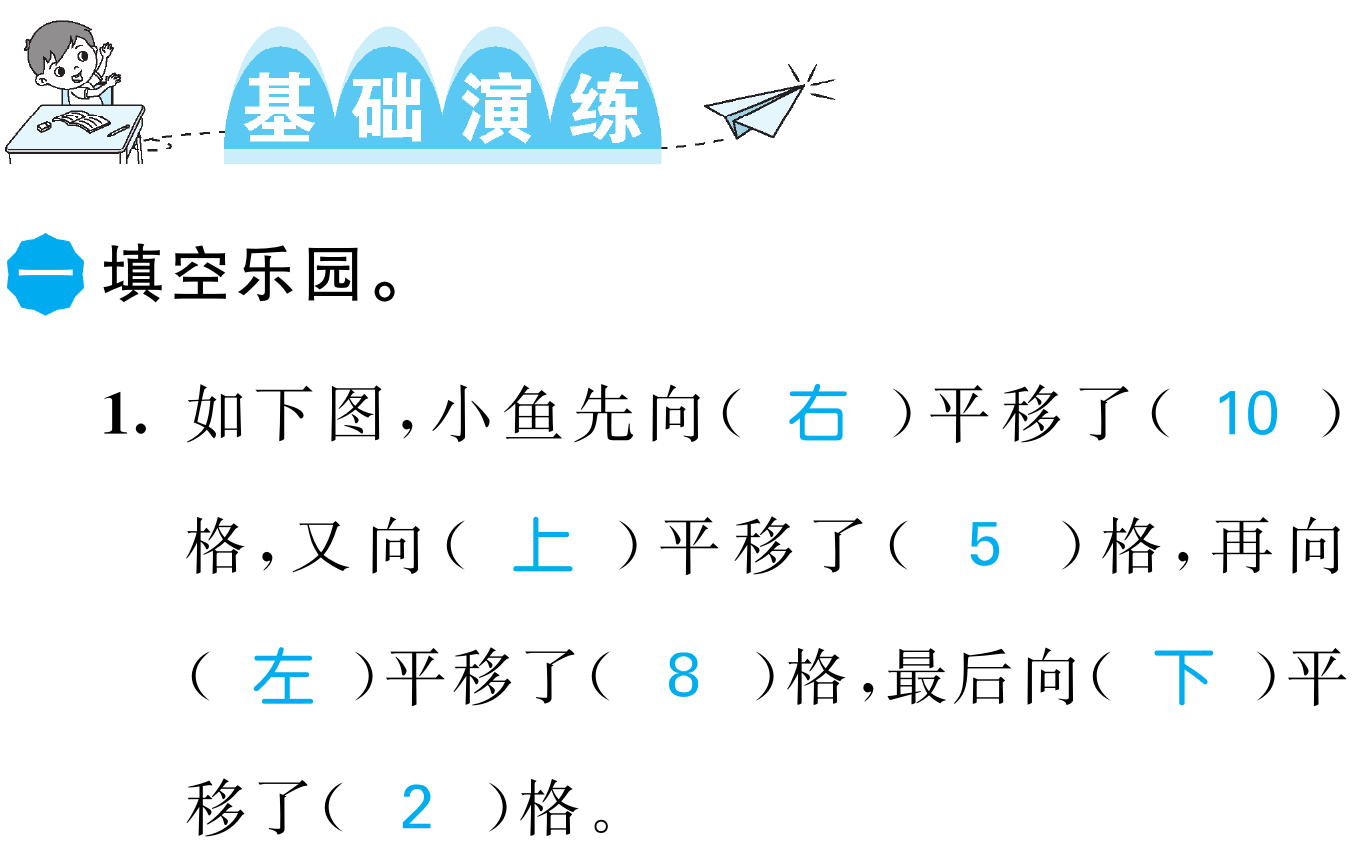 基础演练
一 填空乐园。
1. 如下图,小鱼先向( 右 )平移了( 10 )
格,又向( 上 )平移了( 5 )格,再向
( 左 )平移了( 8 )格,最后向( 下 )平
移了( 2 )格。